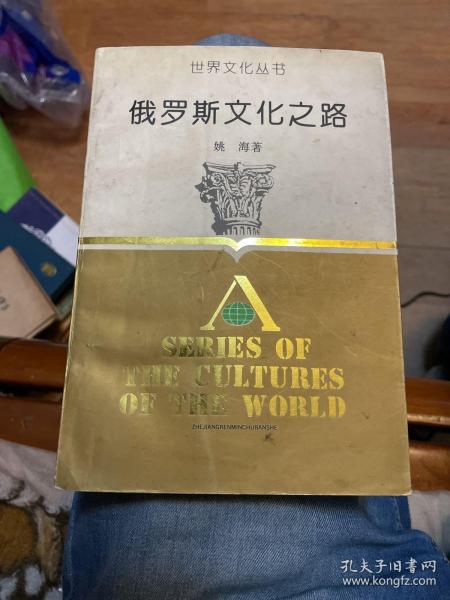 世界文化丛书
俄罗斯文化之路
姚 海著
A
SERIES OF
THE CULTURES
OF THE WORLD
ZHEJIANGRENMINCHUBANSHE
孔夫子旧书网
www.kongfz.com